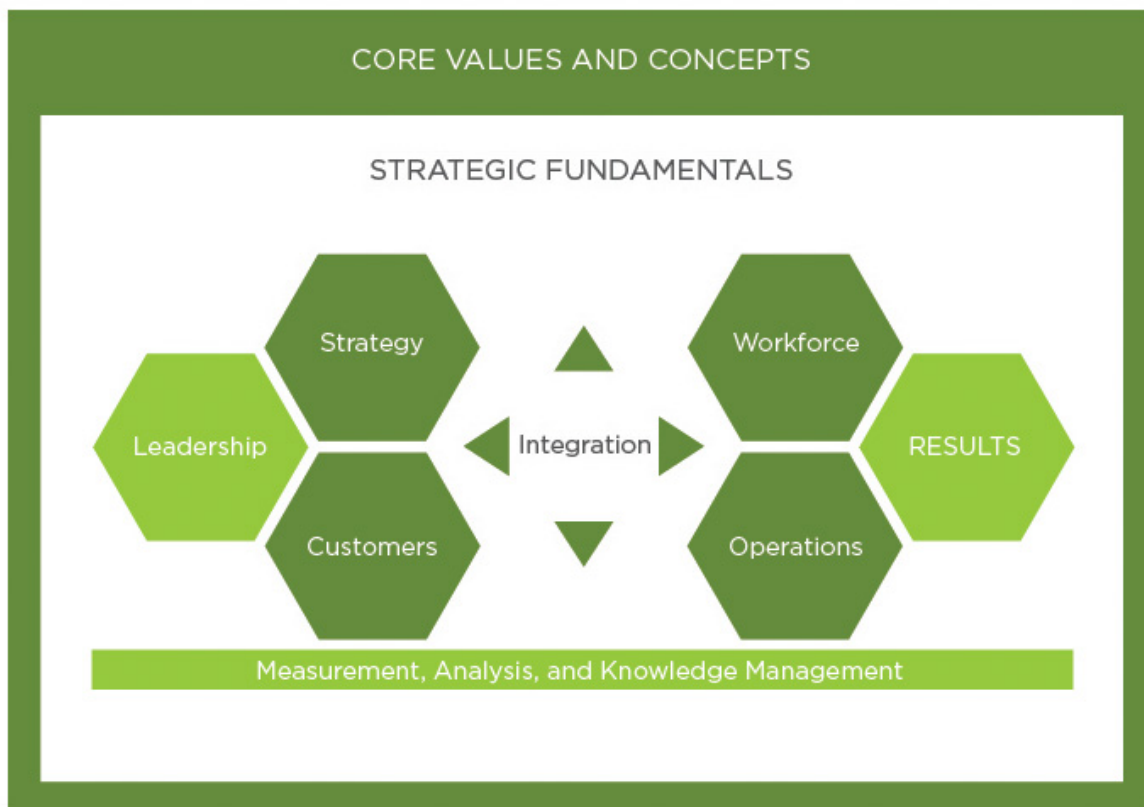 CORE VALUES AND CONCEPTS
STRATEGIC FUNDAMENTALS
Strategy
Workforce
Leadership
Integration
RESULTS
Customers
Operations
Measurement, Analysis, and Knowledge Management